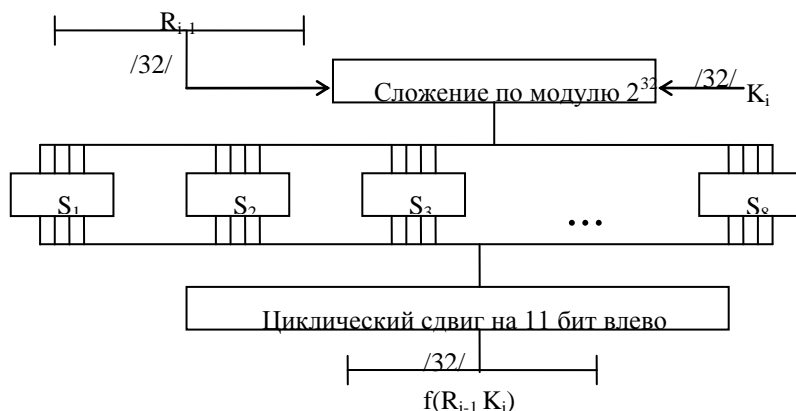 R_{i-1}
/32/
/32/
Сложение по модулю 2^{32}
K_i
S_1 S_2 S_3 ... S_8
Циклический сдвиг на 11 бит влево
/32/
f(R_{i-1} K_i)